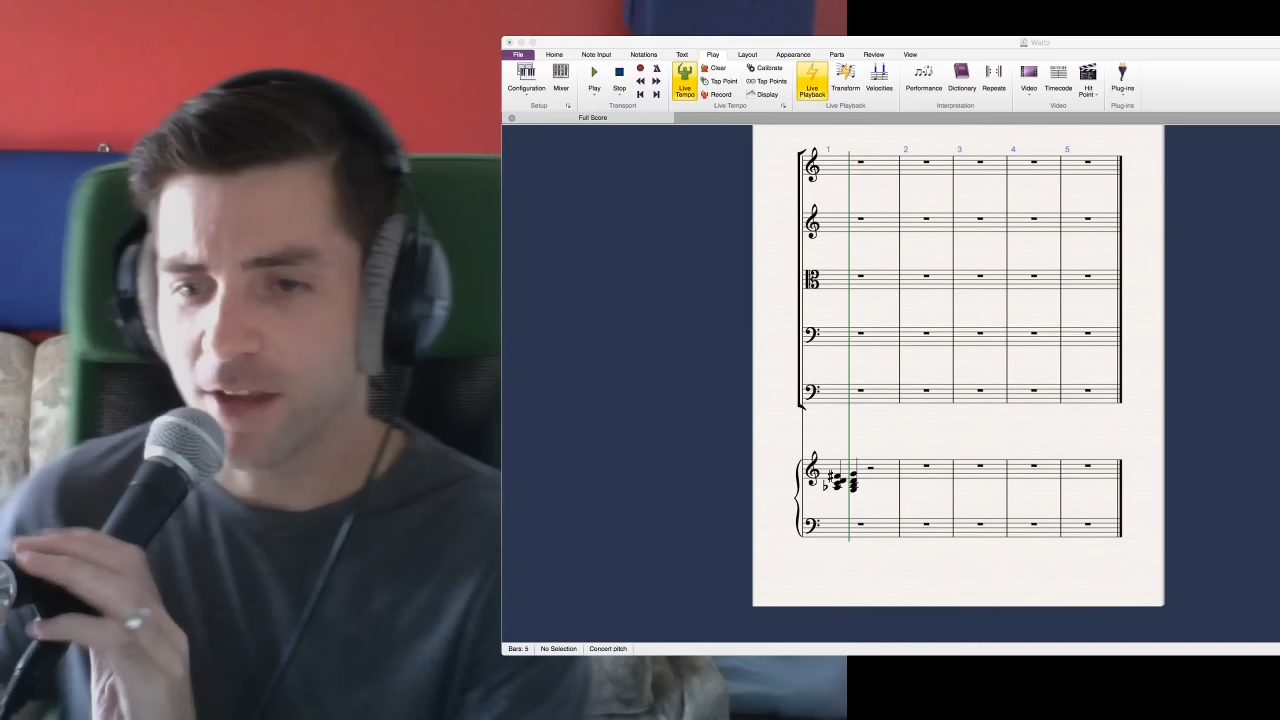 Waltz
File Home Note Input Notations Text Play Layout Appearance Parts Review View
Configuration Mixer Play Stop Live Tempo Clear Tap Point Record Calibrate Tap Points Display Live Playback Transform Velocities Performance Dictionary Repeats Video Timecode Hit Point Plug-ins
Setup Transport Live Tempo Live Playback Interpretation Video Plug-ins
Full Score
1 2 3 4 5
Bars: 5 No Selection Concert pitch